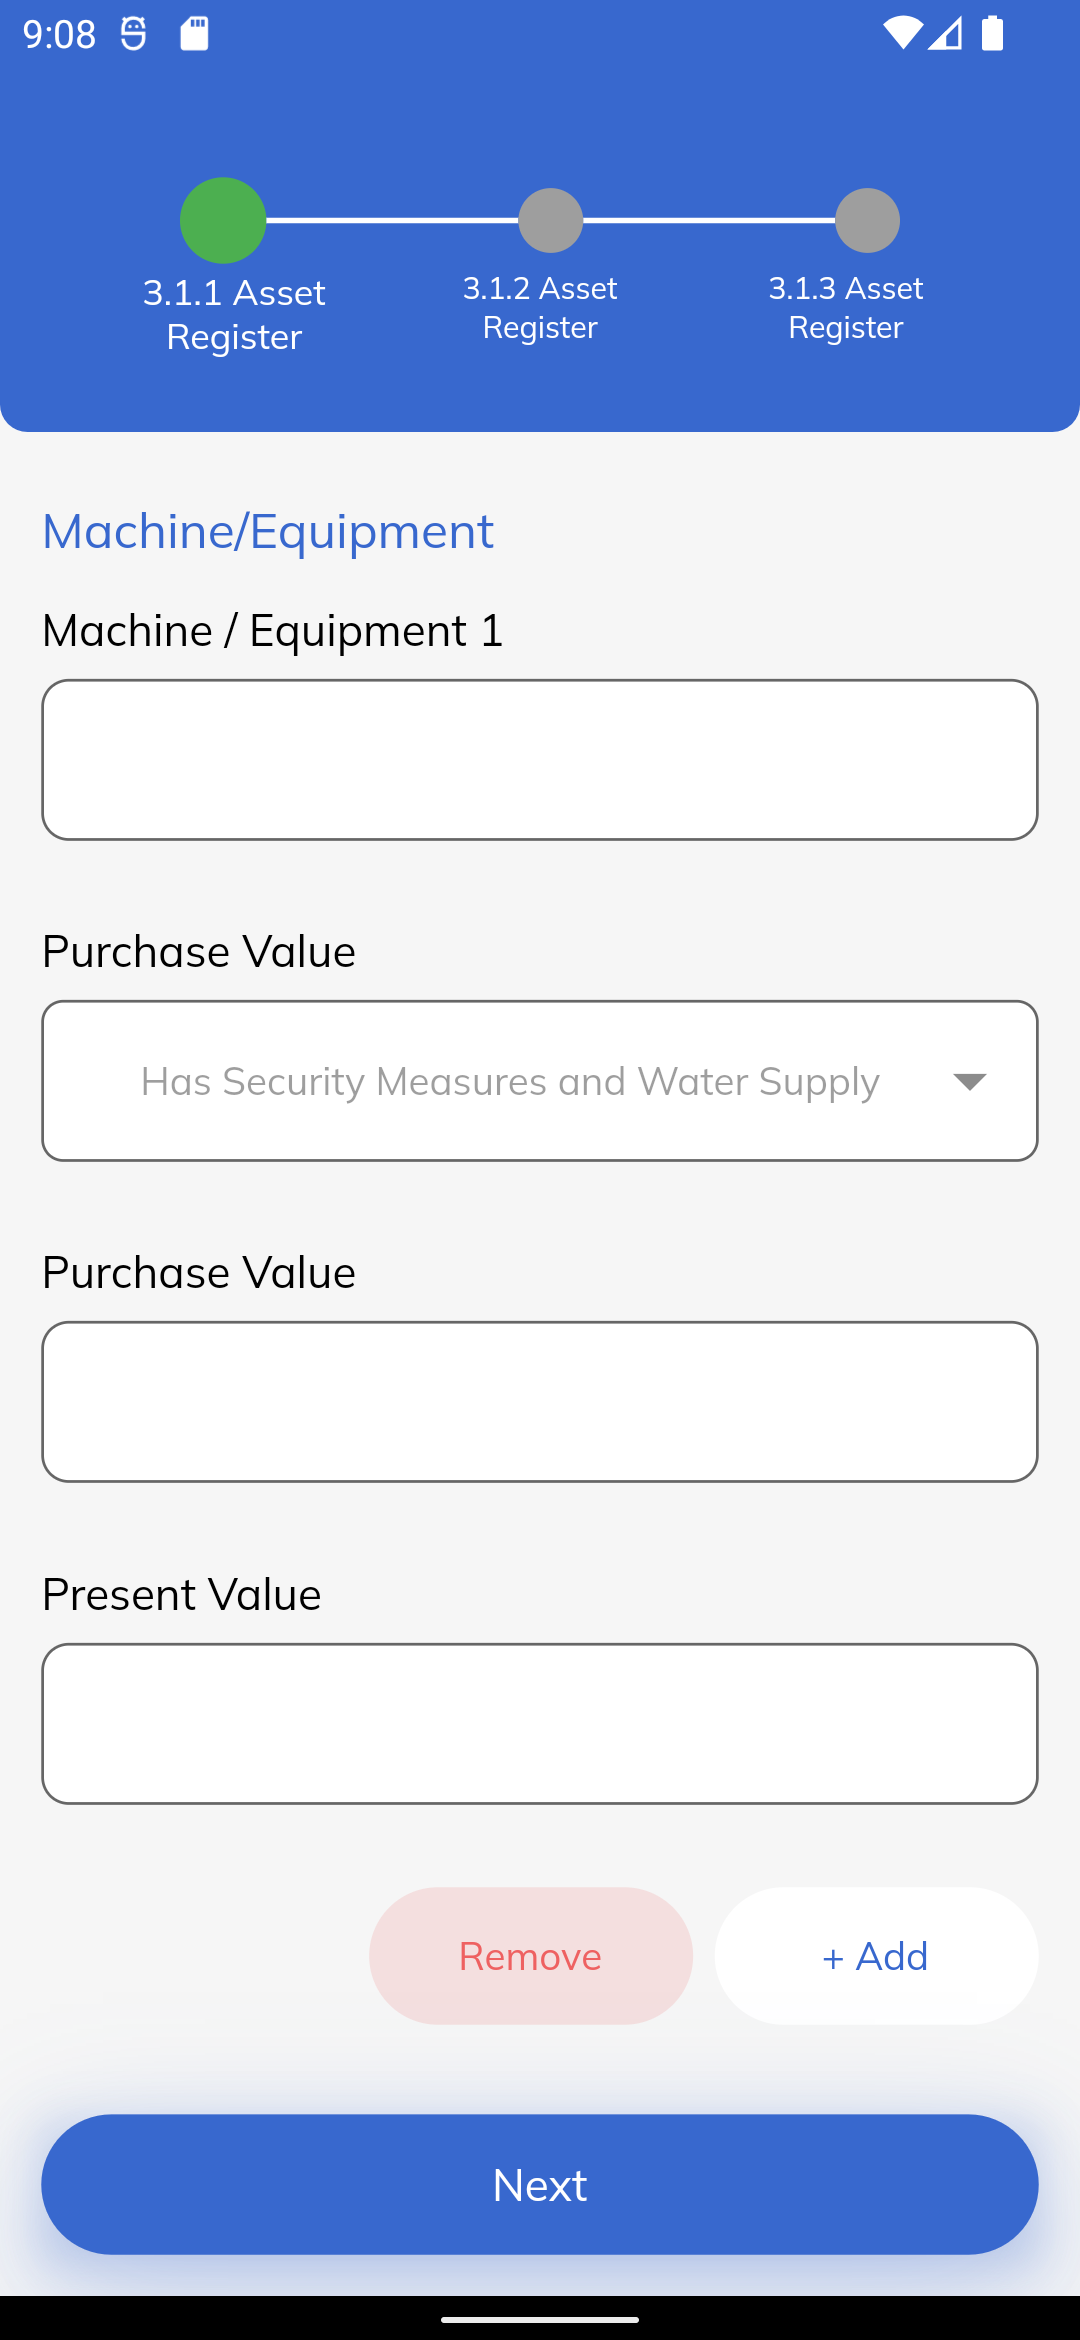 9:08
3.1.1 Asset
Register
3.1.2 Asset
Register
3.1.3 Asset
Register
Machine/Equipment
Machine / Equipment 1
Purchase Value
Has Security Measures and Water Supply
Purchase Value
Present Value
Remove
+ Add
Next